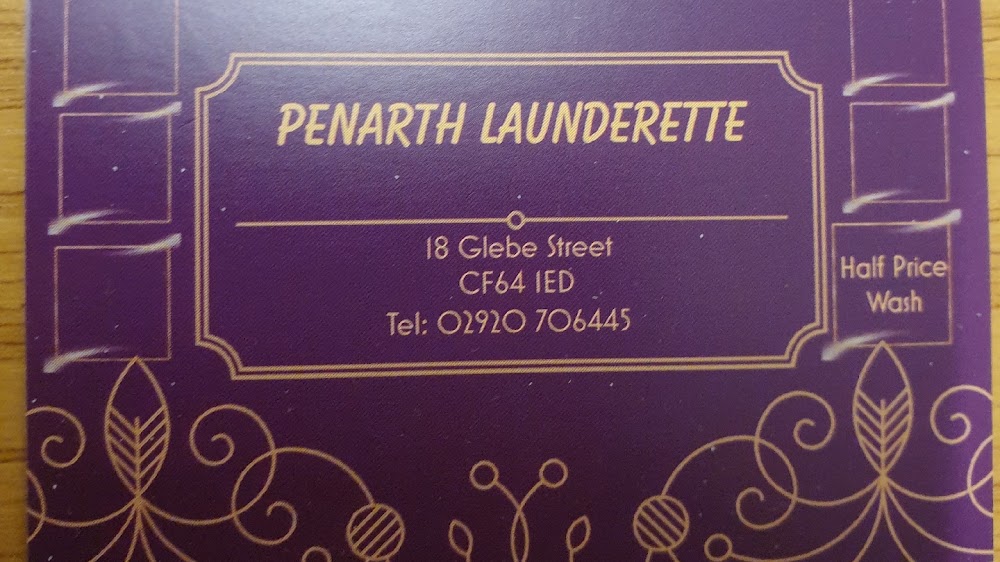 PENARTH LAUNDERETTE
18 Glebe Street
CF64 1ED
Tel: 02920 706445
Half Price
Wash